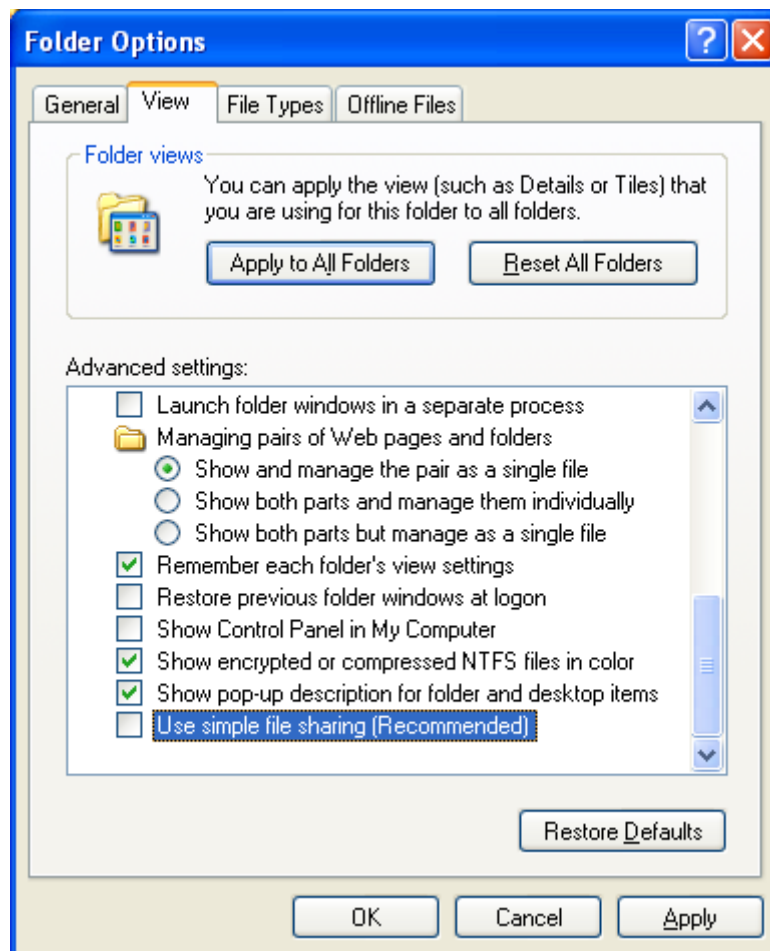 Folder Options
General View File Types Offline Files
Folder views
You can apply the view (such as Details or Tiles) that
you are using for this folder to all folders.
Apply to All Folders Reset All Folders
Advanced settings:
Launch folder windows in a separate process
Managing pairs of Web pages and folders
Show and manage the pair as a single file
Show both parts and manage them individually
Show both parts but manage as a single file
Remember each folder's view settings
Restore previous folder windows at logon
Show Control Panel in My Computer
Show encrypted or compressed NTFS files in color
Show pop-up description for folder and desktop items
Use simple file sharing (Recommended)
Restore Defaults
OK Cancel Apply